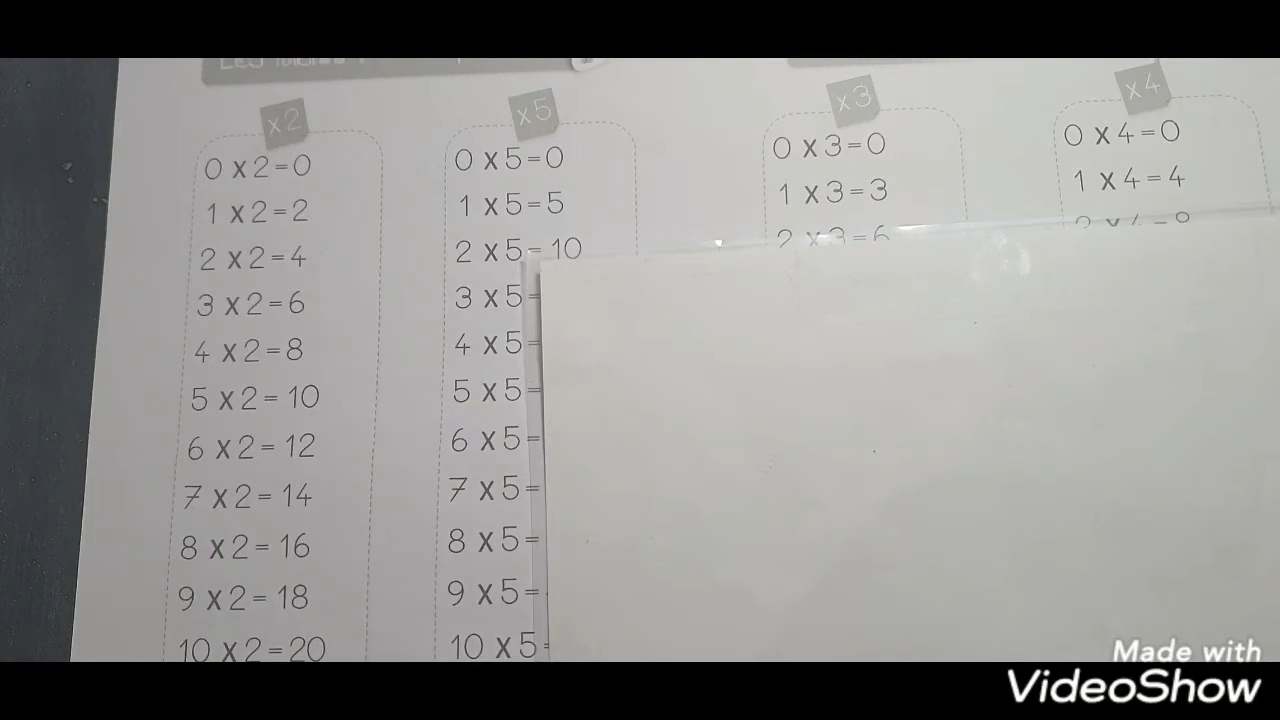 x2
0 x 2 = 0
1 x 2 = 2
2 x 2 = 4
3 x 2 = 6
4 x 2 = 8
5 x 2 = 10
6 x 2 = 12
7 x 2 = 14
8 x 2 = 16
9 x 2 = 18
10 x 2 = 20
x5
0 x 5 = 0
1 x 5 = 5
2 x 5 = 10
3 x 5 =
4 x 5 =
5 x 5 =
6 x 5 =
7 x 5 =
8 x 5 =
9 x 5 =
10 x 5 =
x3
0 x 3 = 0
1 x 3 = 3
2 x 3 = 6
x4
0 x 4 = 0
1 x 4 = 4
Made with
VideoShow